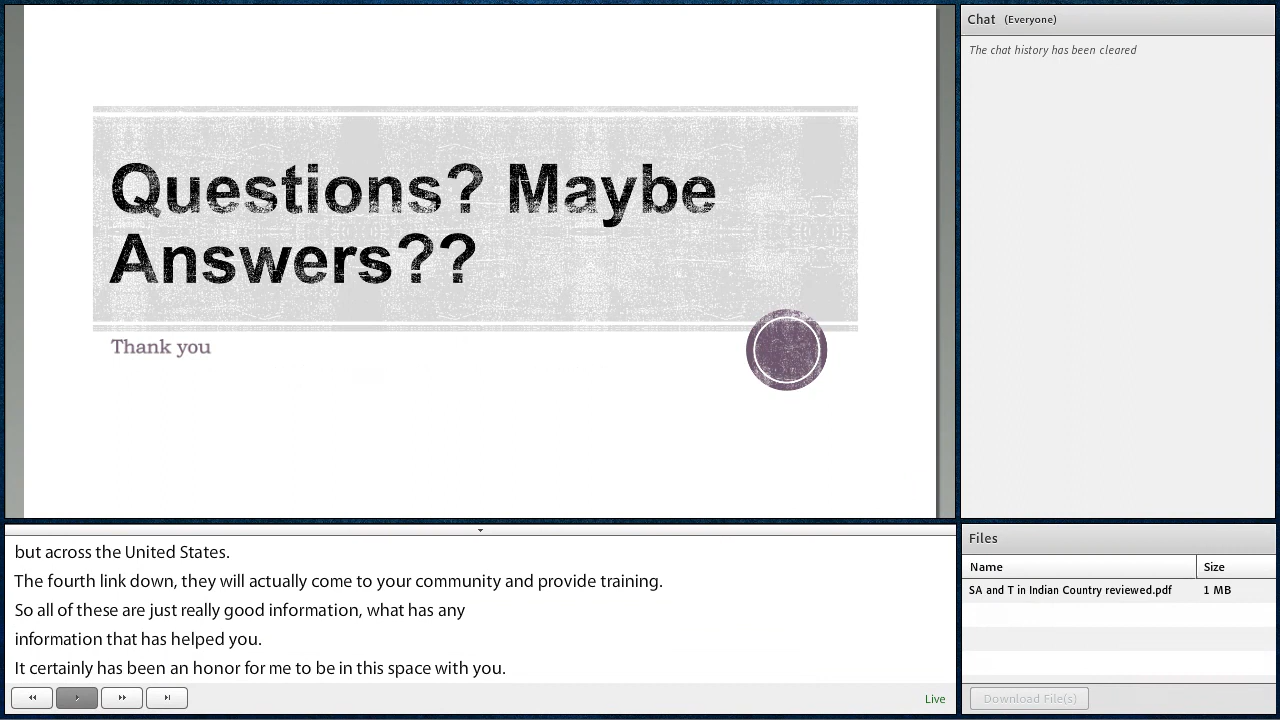 Questions? Maybe
Answers??
Thank you
Chat (Everyone)
The chat history has been cleared
but across the United States.
The fourth link down, they will actually come to your community and provide training.
So all of these are just really good information, what has any
information that has helped you.
It certainly has been an honor for me to be in this space with you.
Live
Files
Name Size
SA and T in Indian Country reviewed.pdf 1 MB
Download File(s)